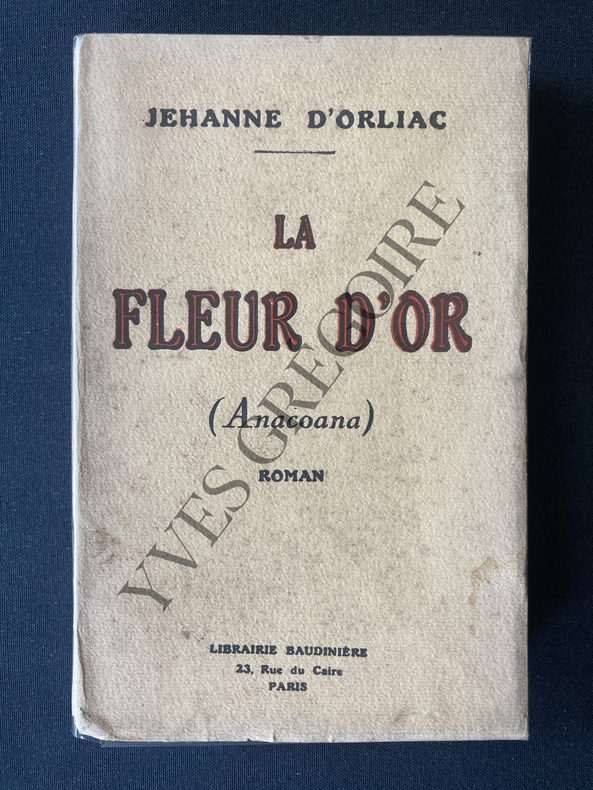 JEHANNE D'ORLIAC
LA
FLEUR D'OR
(Anacoana)
ROMAN
YVES GREGOIRE
LIBRAIRIE BAUDINIÈRE
23, Rue du Caire
PARIS